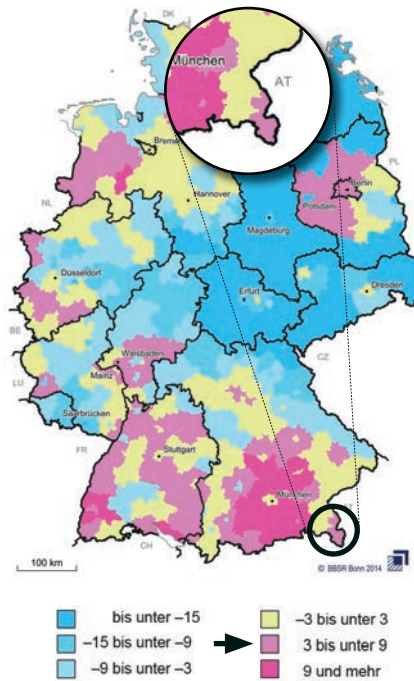 DK
München
AT
Bremen
Berlin
PL
Potsdam
NL
Hannover
Magdeburg
Düsseldorf
Erfurt
Dresden
BE
Wiesbaden
CZ
LU
Mainz
Saarbrücken
FR
Stuttgart
München
CH
100 km
© BBSR Bonn 2014
bis unter –15
–15 bis unter –9
–9 bis unter –3
–3 bis unter 3
3 bis unter 9
9 und mehr